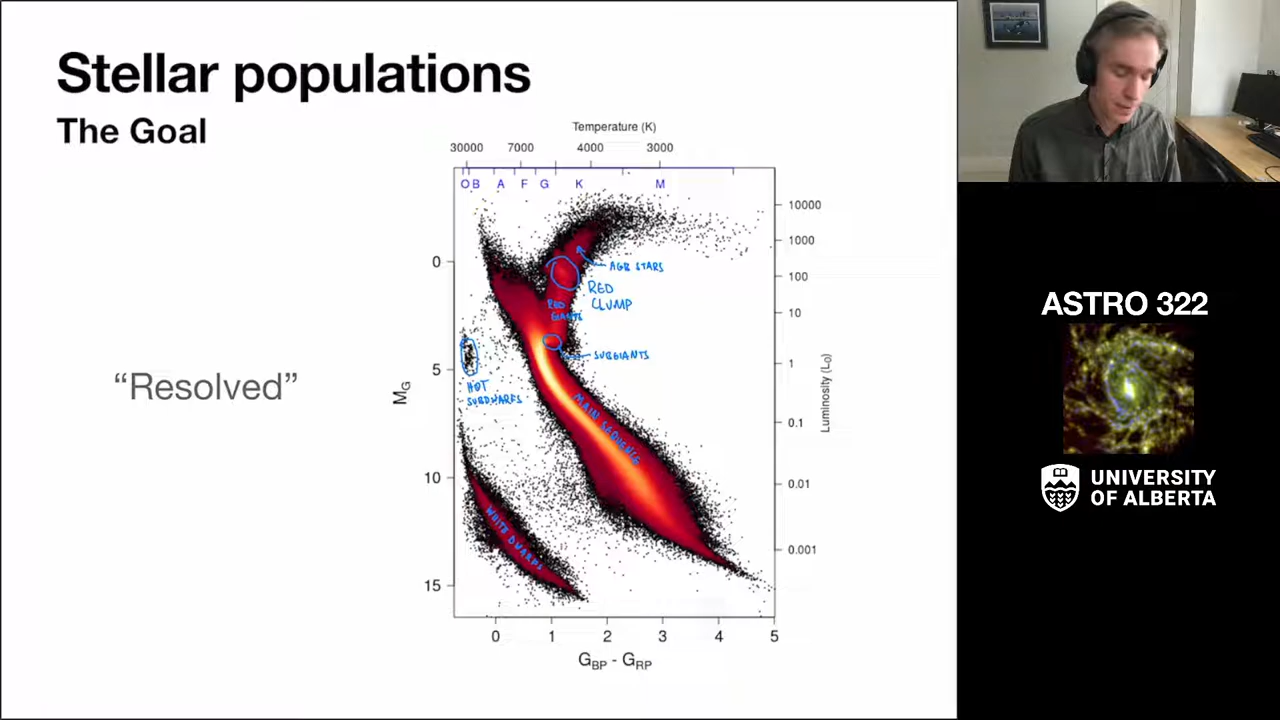 Stellar populations
The Goal
“Resolved”
Temperature (K)
30000 7000 4000 3000
O B A F G K M
0
5
10
15
M_G
10000
1000
100
10
1
0.1
0.01
0.001
Luminosity (L⊙)
AGB STARS
RED
CLUMP
RED
GIANTS
SUBGIANTS
HOT
SUBDWARFS
MAIN SEQUENCE
WHITE DWARFS
0 1 2 3 4 5
G_BP - G_RP
ASTRO 322
UNIVERSITY
OF ALBERTA